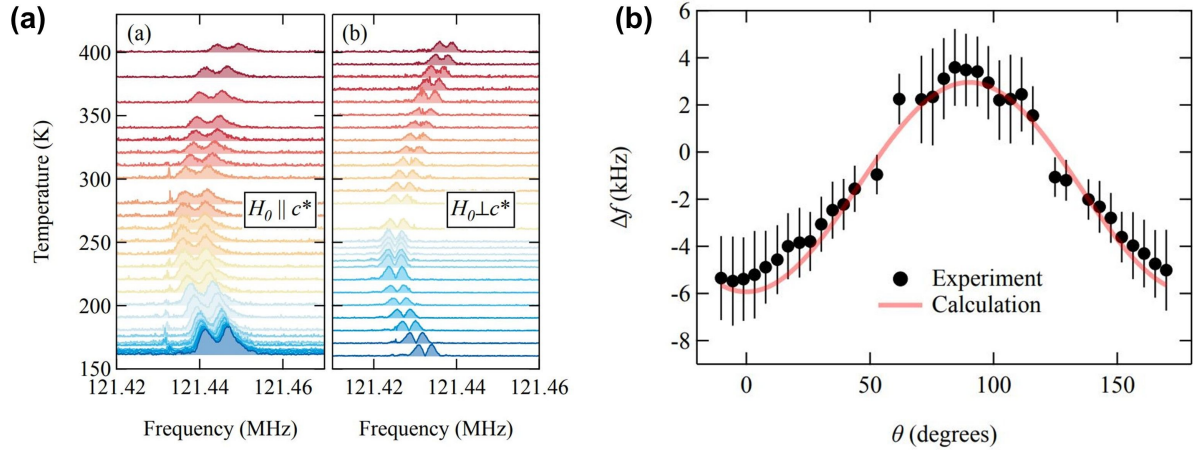 (a)
(a)
(b)
400
350
300
250
200
150
Temperature (K)
H₀ ∥ c*
H₀⊥c*
121.42
121.44
121.46
121.42
121.44
121.46
Frequency (MHz)
Frequency (MHz)
(b)
6
4
2
0
-2
-4
-6
-8
Δf (kHz)
Experiment
Calculation
0
50
100
150
θ (degrees)